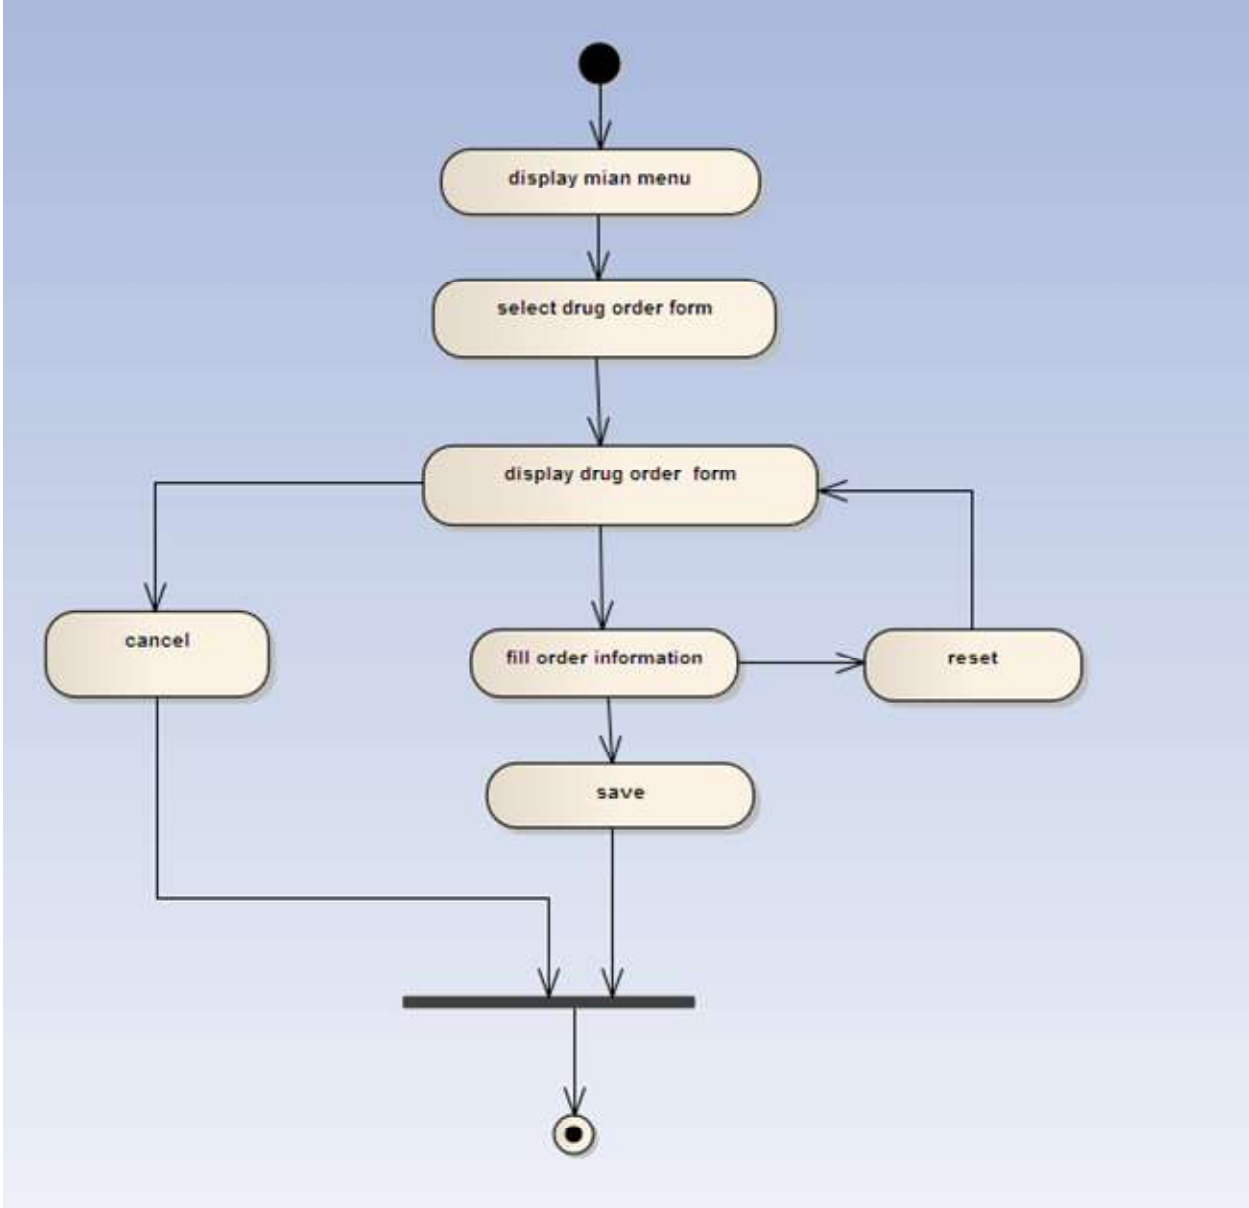 display mian menu
select drug order form
display drug order form
cancel
fill order information
reset
save